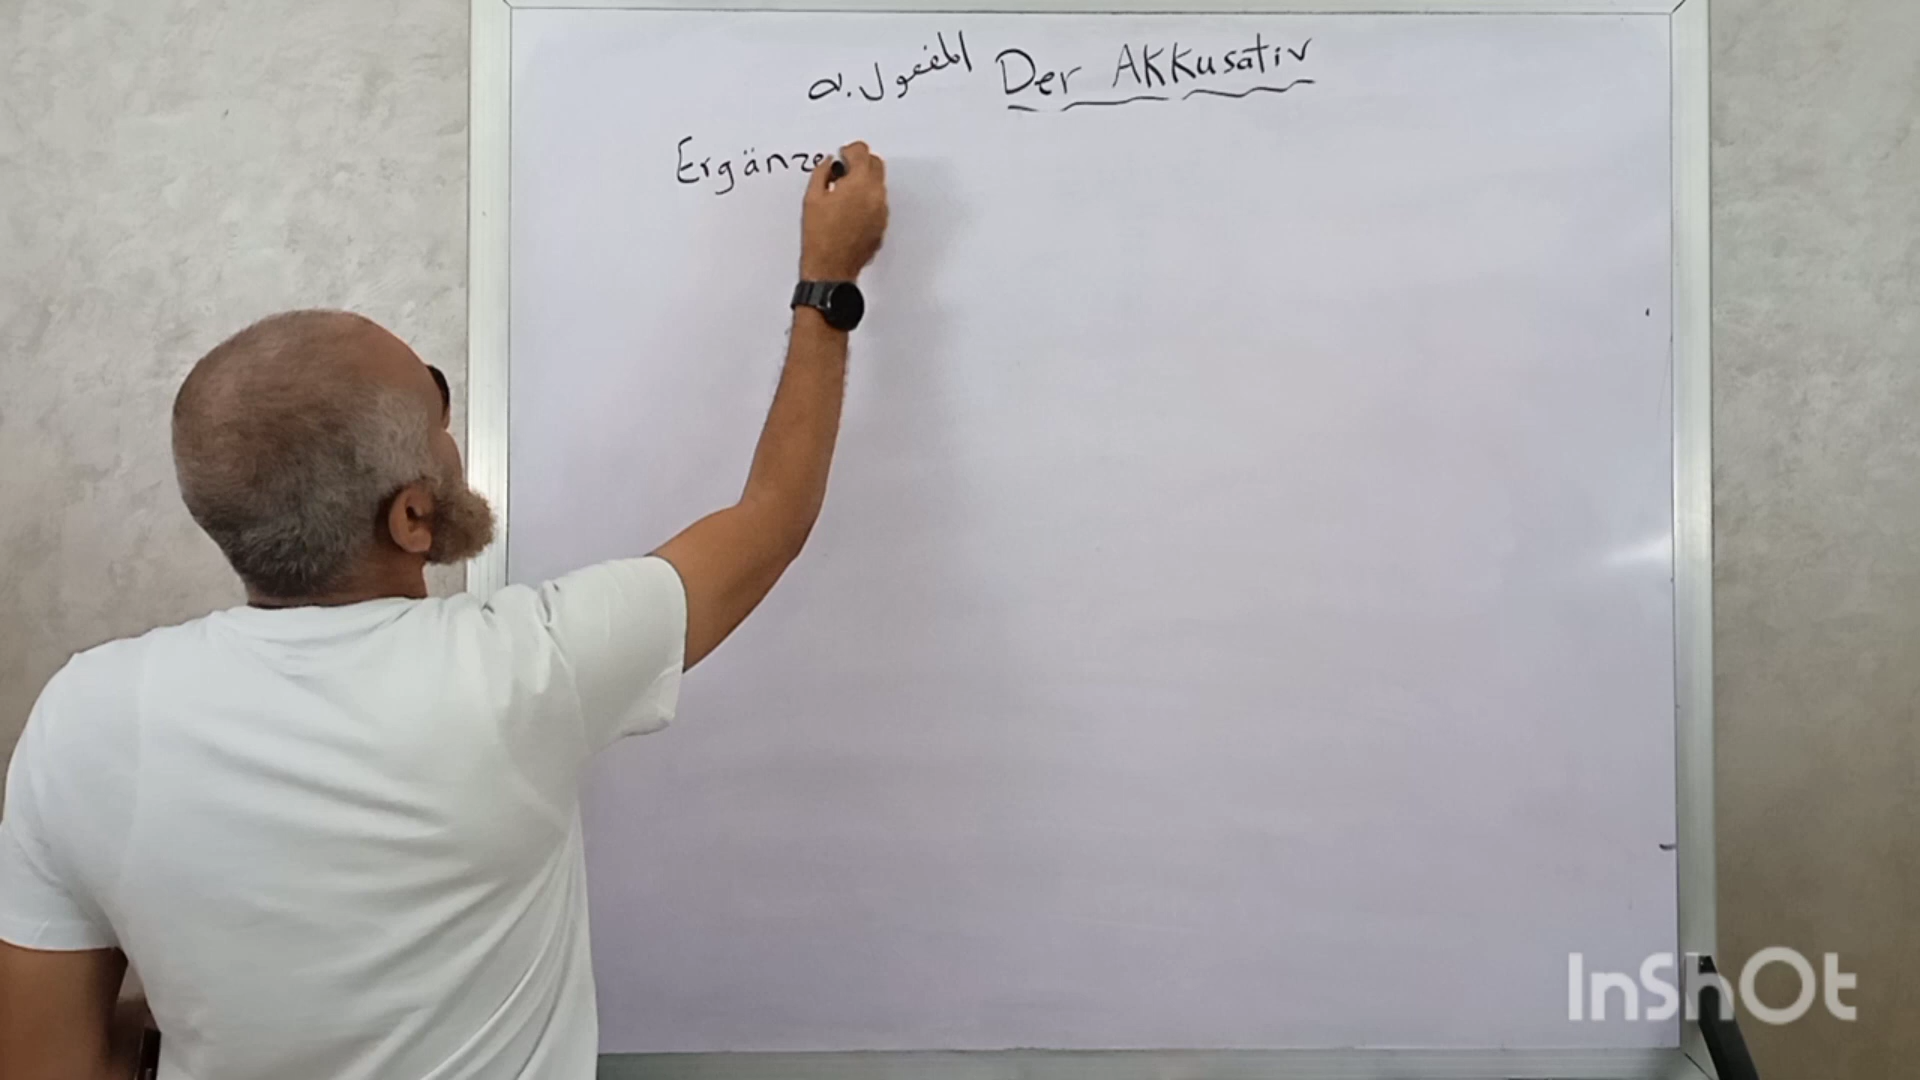 Der Akkusativ المفعول به
Ergänze
InShOt